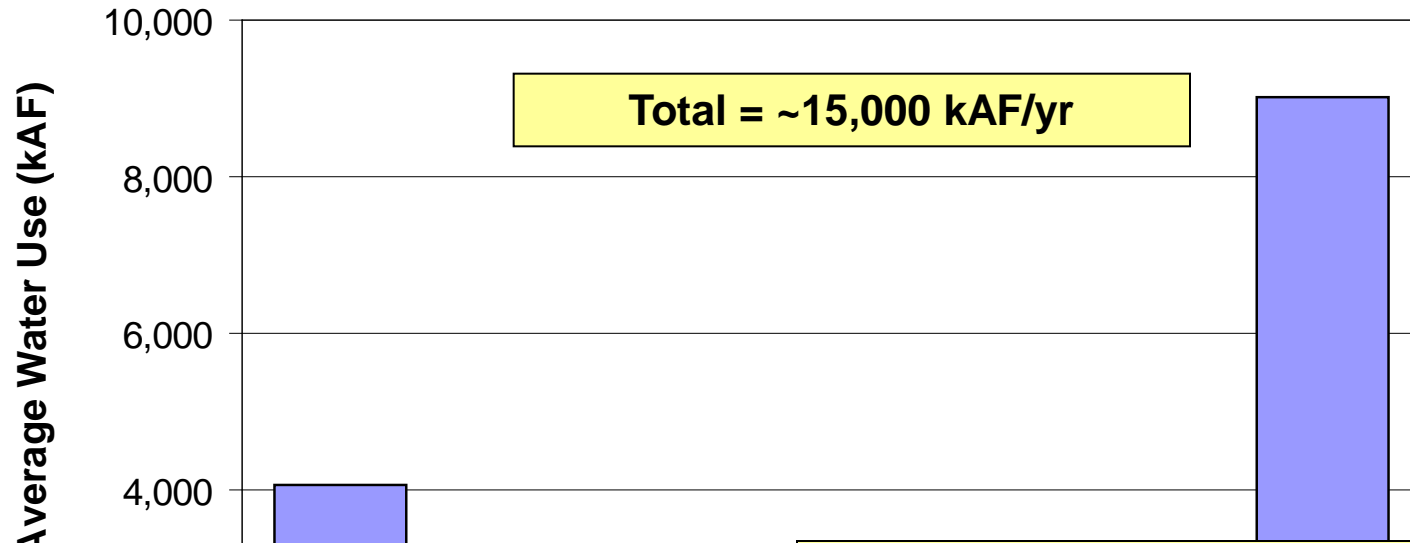 10,000
Total = ~15,000 kAF/yr
8,000
6,000
4,000
Average Water Use (kAF)